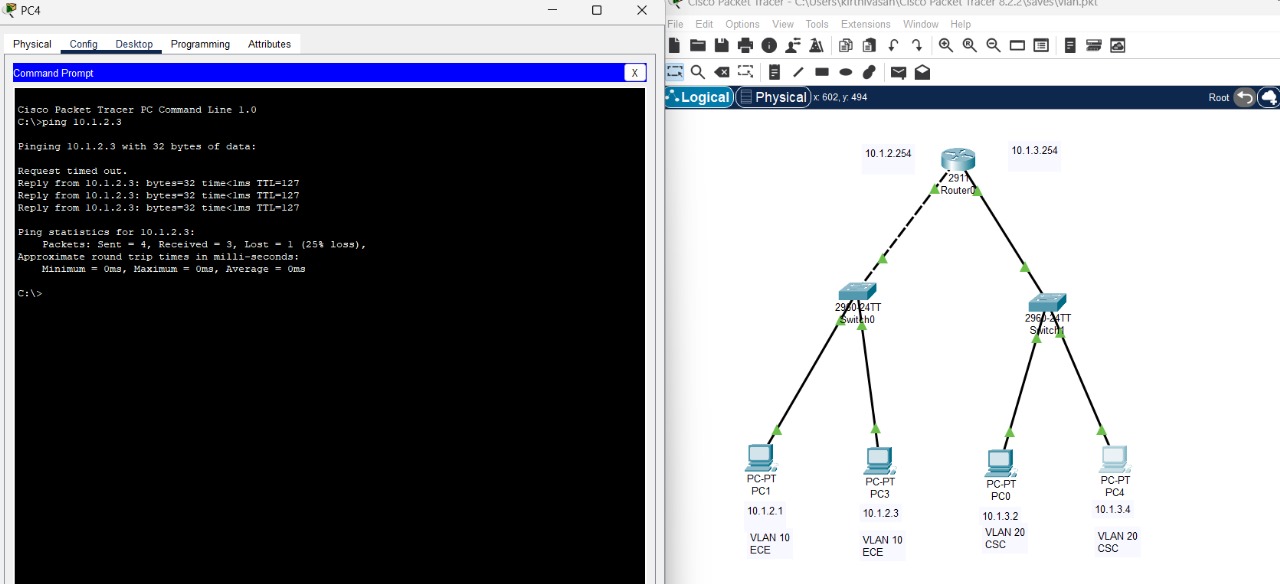 PC4
Physical Config Desktop Programming Attributes
Command Prompt
X
Cisco Packet Tracer PC Command Line 1.0
C:\>ping 10.1.2.3
Pinging 10.1.2.3 with 32 bytes of data:
Request timed out.
Reply from 10.1.2.3: bytes=32 time<1ms TTL=127
Reply from 10.1.2.3: bytes=32 time<1ms TTL=127
Reply from 10.1.2.3: bytes=32 time<1ms TTL=127
Ping statistics for 10.1.2.3:
Packets: Sent = 4, Received = 3, Lost = 1 (25% loss),
Approximate round trip times in milli-seconds:
Minimum = 0ms, Maximum = 0ms, Average = 0ms
C:\>
Cisco Packet Tracer - C:\Users\kirthivasan\Cisco Packet Tracer 8.2.2\saves\vlan.pkt
File Edit Options View Tools Extensions Window Help
Logical Physical x: 602, y: 494 Root
10.1.2.254
10.1.3.254
2911
Router0
2960-24TT
Switch0
2960-24TT
Switch1
PC-PT
PC1
10.1.2.1
VLAN 10
ECE
PC-PT
PC3
10.1.2.3
VLAN 10
ECE
PC-PT
PC0
10.1.3.2
VLAN 20
CSC
PC-PT
PC4
10.1.3.4
VLAN 20
CSC